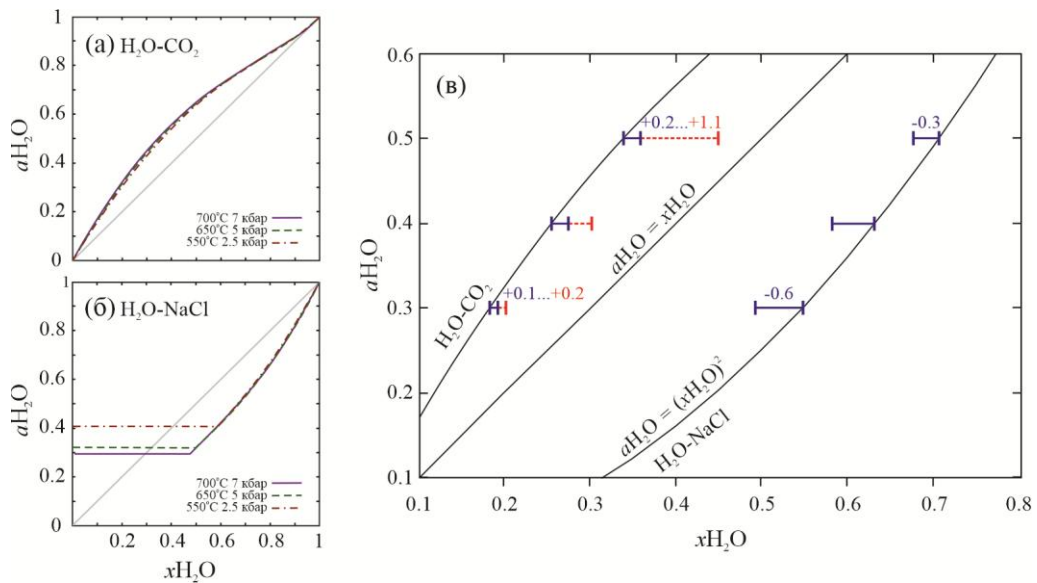 (а) H₂O-CO₂
1
0.8
0.6
0.4
0.2
0
aH₂O
700°C 7 кбар
650°C 5 кбар
550°C 2.5 кбар
(б) H₂O-NaCl
1
0.8
0.6
0.4
0.2
0
aH₂O
700°C 7 кбар
650°C 5 кбар
550°C 2.5 кбар
0.2 0.4 0.6 0.8 1
xH₂O
(в)
0.6
0.5
0.4
0.3
0.2
0.1
aH₂O
+0.2...+1.1
-0.3
+0.1...+0.2
-0.6
H₂O-CO₂
aH₂O = xH₂O
aH₂O = (xH₂O)²
H₂O-NaCl
0.1 0.2 0.3 0.4 0.5 0.6 0.7 0.8
xH₂O